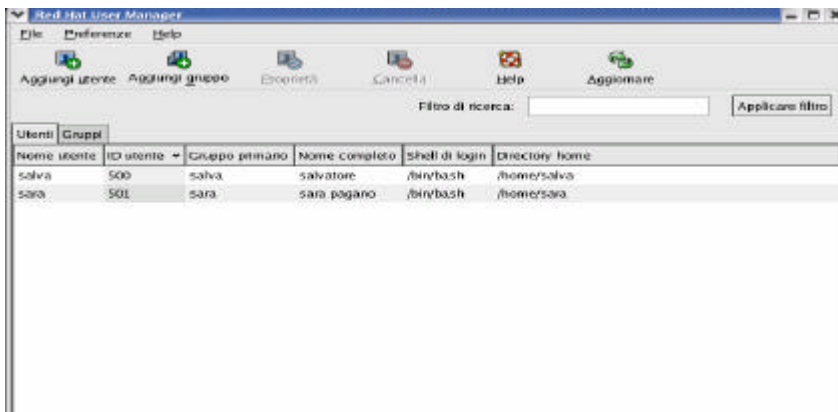 Red Hat User Manager
File Preferenze Help
Aggiungi utente Aggiungi gruppo Proprietà Cancella Help Aggiornare
Filtro di ricerca: Applicare filtro
Utenti Gruppi
Nome utente ID utente Gruppo primario Nome completo Shell di login Directory home
salva 500 salva salvatore /bin/bash /home/salva
sara 501 sara sara pagano /bin/bash /home/sara